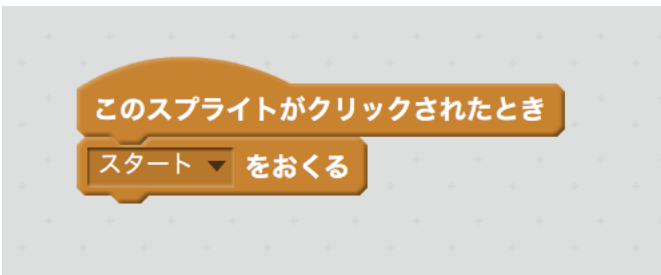 このスプライトがクリックされたとき
スタート をおくる